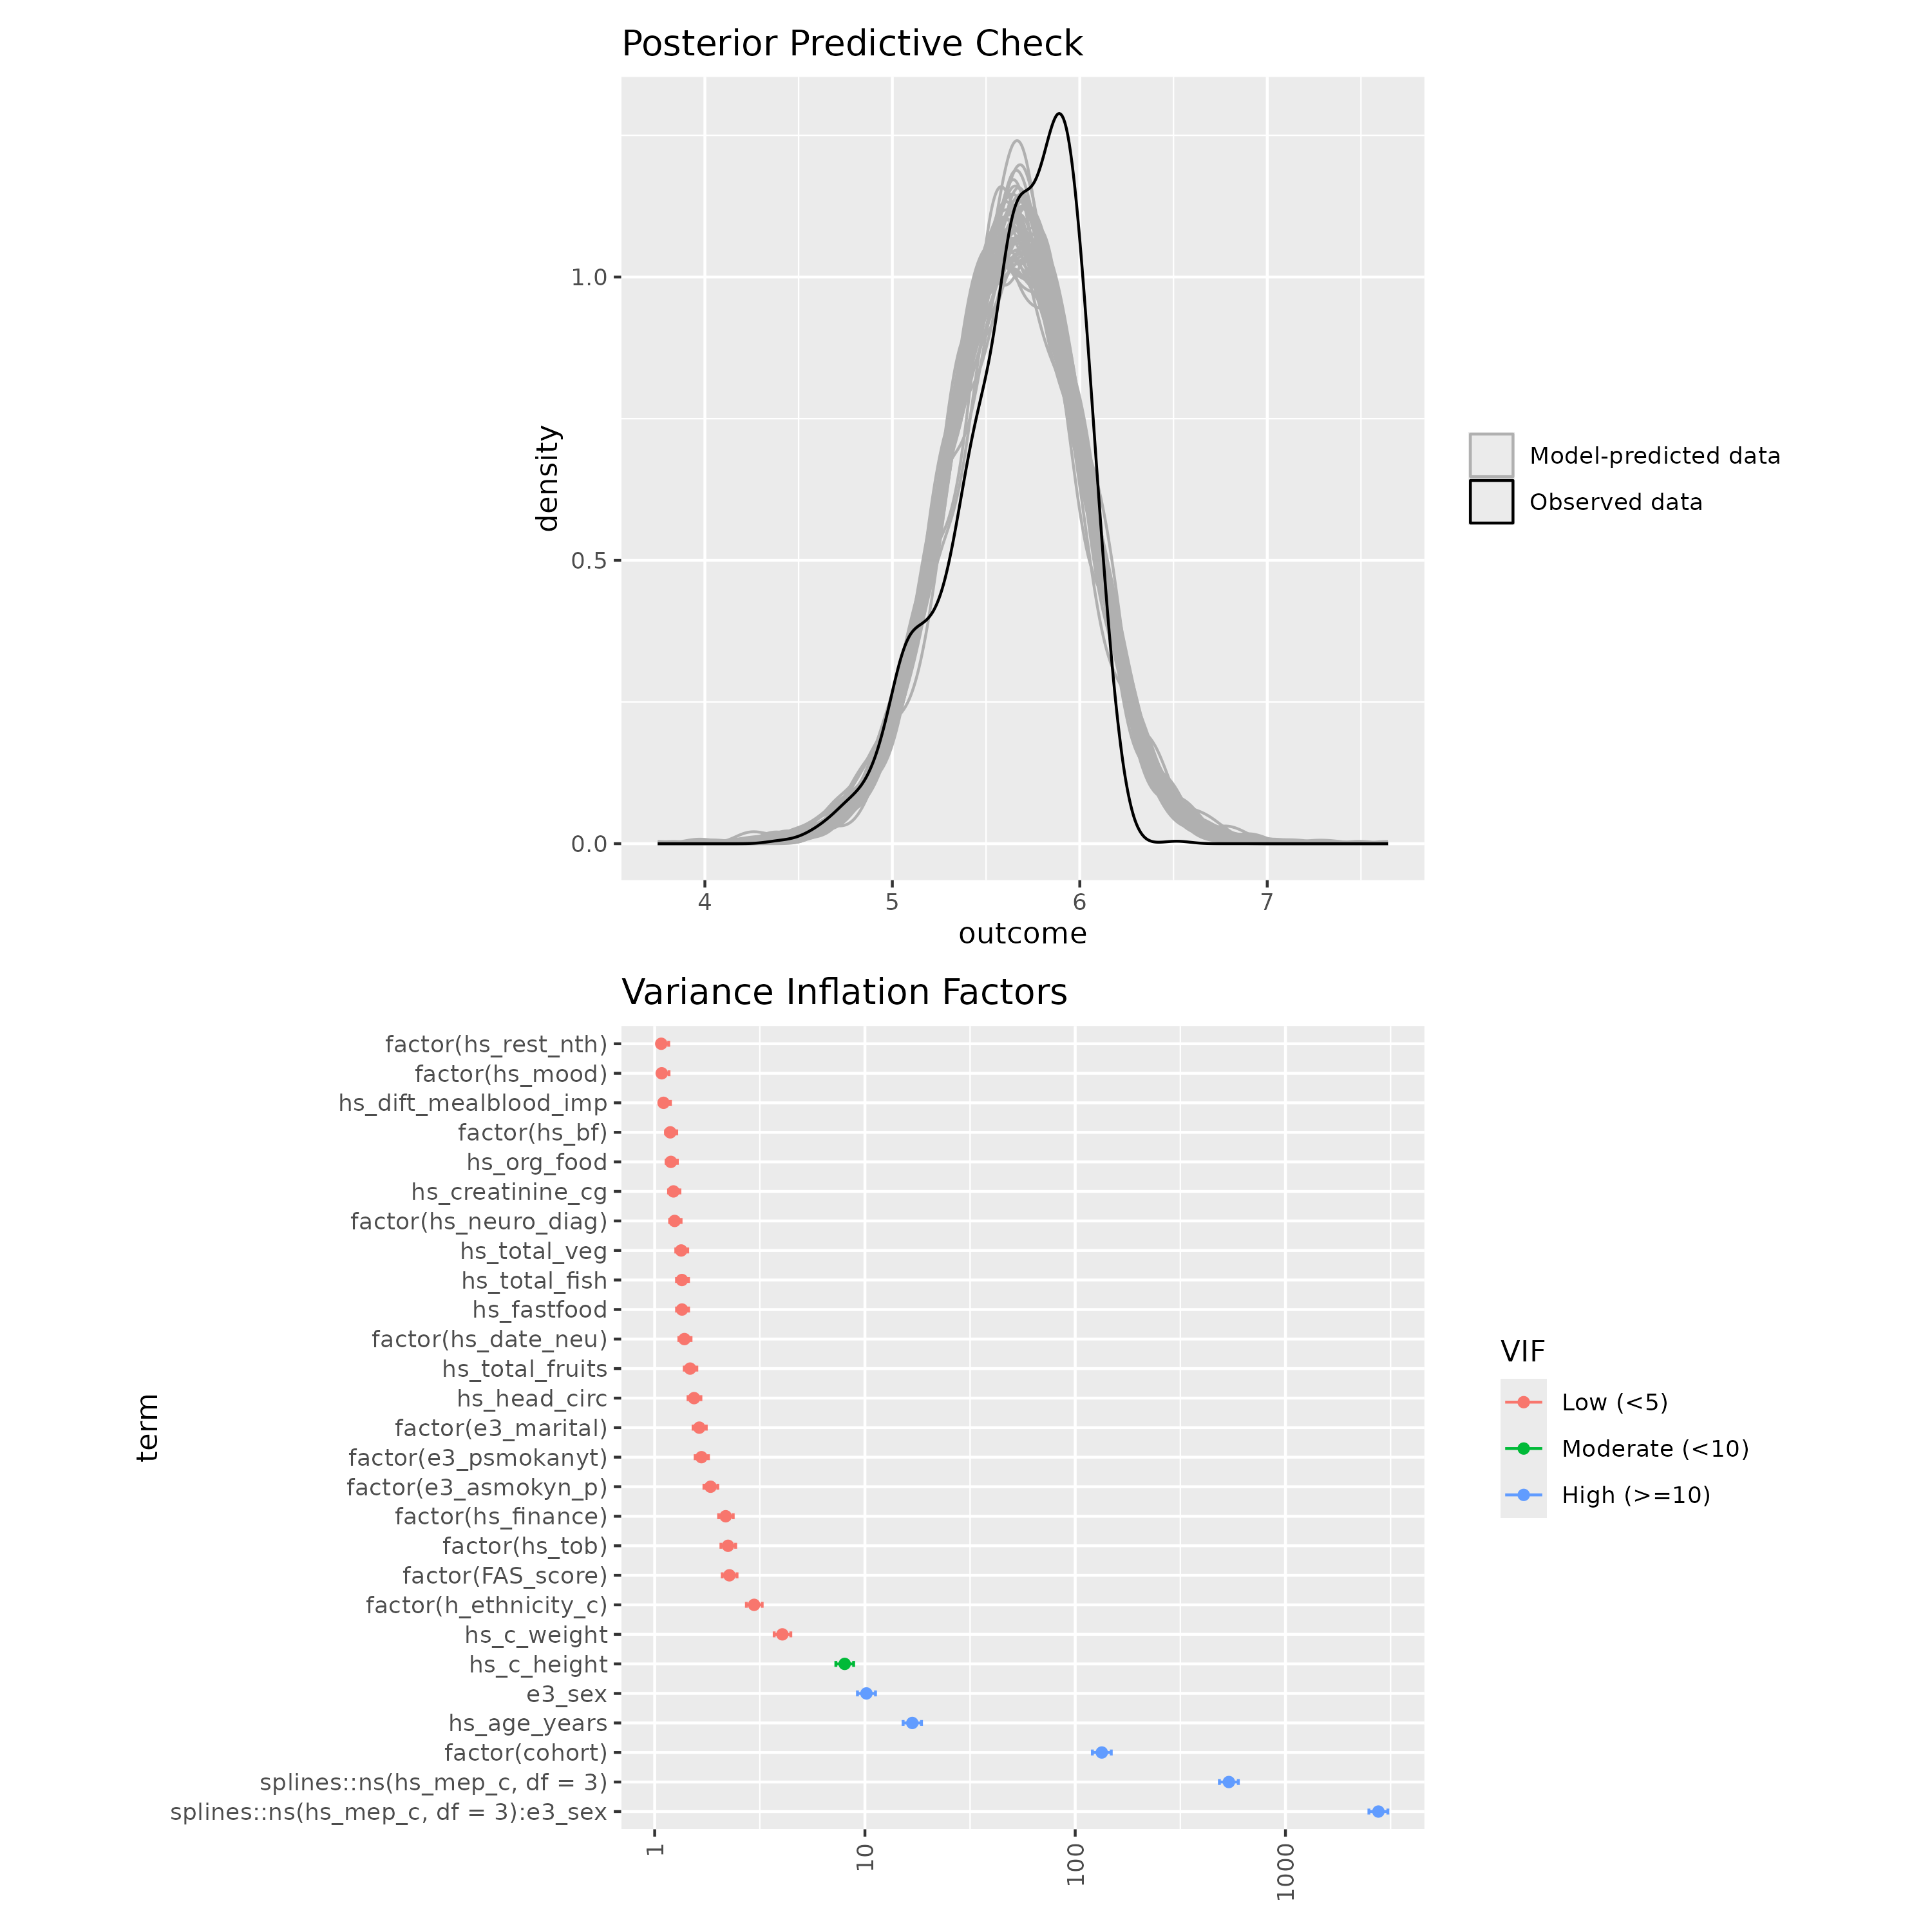 Posterior Predictive Check
density
1.0
0.5
0.0
4 5 6 7
outcome
Model-predicted data
Observed data
Variance Inflation Factors
term
factor(hs_rest_nth)
factor(hs_mood)
hs_dift_mealblood_imp
factor(hs_bf)
hs_org_food
hs_creatinine_cg
factor(hs_neuro_diag)
hs_total_veg
hs_total_fish
hs_fastfood
factor(hs_date_neu)
hs_total_fruits
hs_head_circ
factor(e3_marital)
factor(e3_psmokanyt)
factor(e3_asmokyn_p)
factor(hs_finance)
factor(hs_tob)
factor(FAS_score)
factor(h_ethnicity_c)
hs_c_weight
hs_c_height
e3_sex
hs_age_years
factor(cohort)
splines::ns(hs_mep_c, df = 3)
splines::ns(hs_mep_c, df = 3):e3_sex
1 10 100 1000
VIF
Low (<5)
Moderate (<10)
High (>=10)